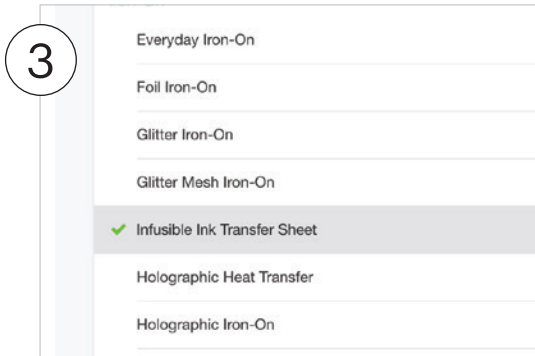 3
Everyday Iron-On
Foil Iron-On
Glitter Iron-On
Glitter Mesh Iron-On
Infusible Ink Transfer Sheet
Holographic Heat Transfer
Holographic Iron-On